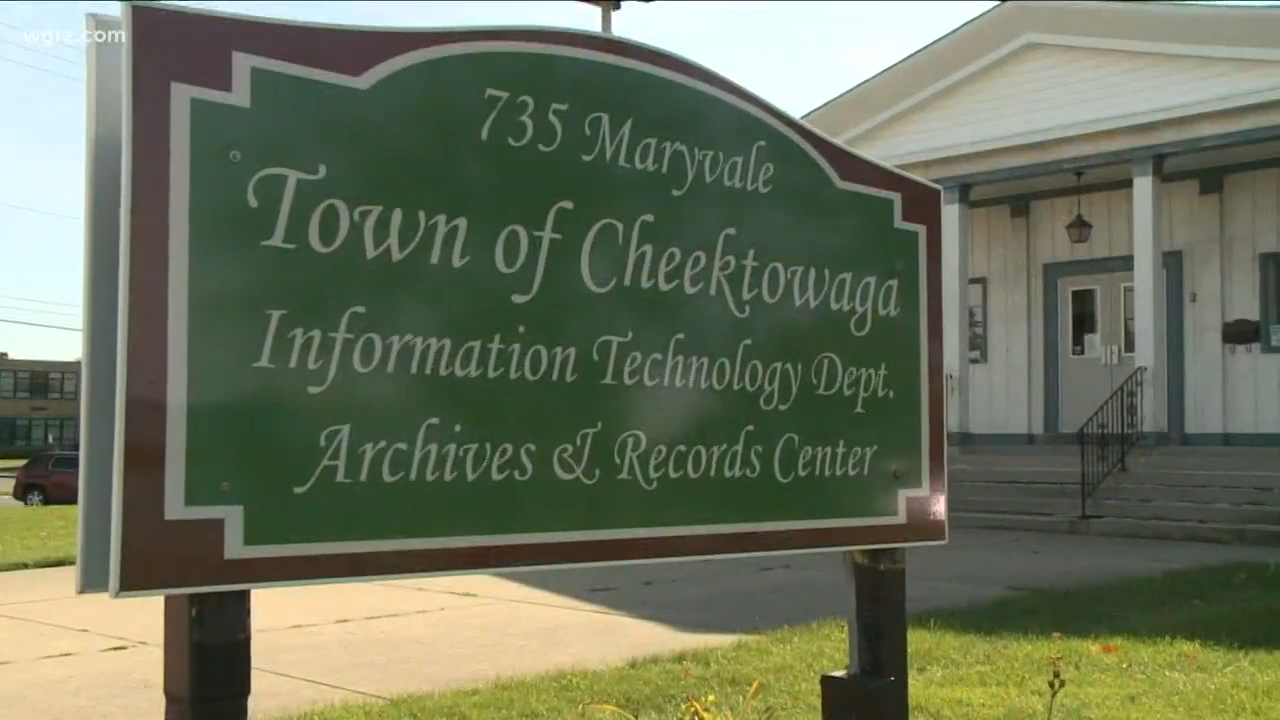 wgrz.com
735 Maryvale
Town of Cheektowaga
Information Technology Dept.
Archives & Records Center